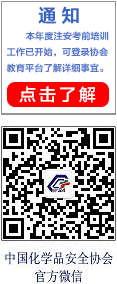 通知
本年度注安考前培训
工作已开始，可登录协会
教育平台了解详细事宜。
点击了解
中国化学品安全协会
官方微信